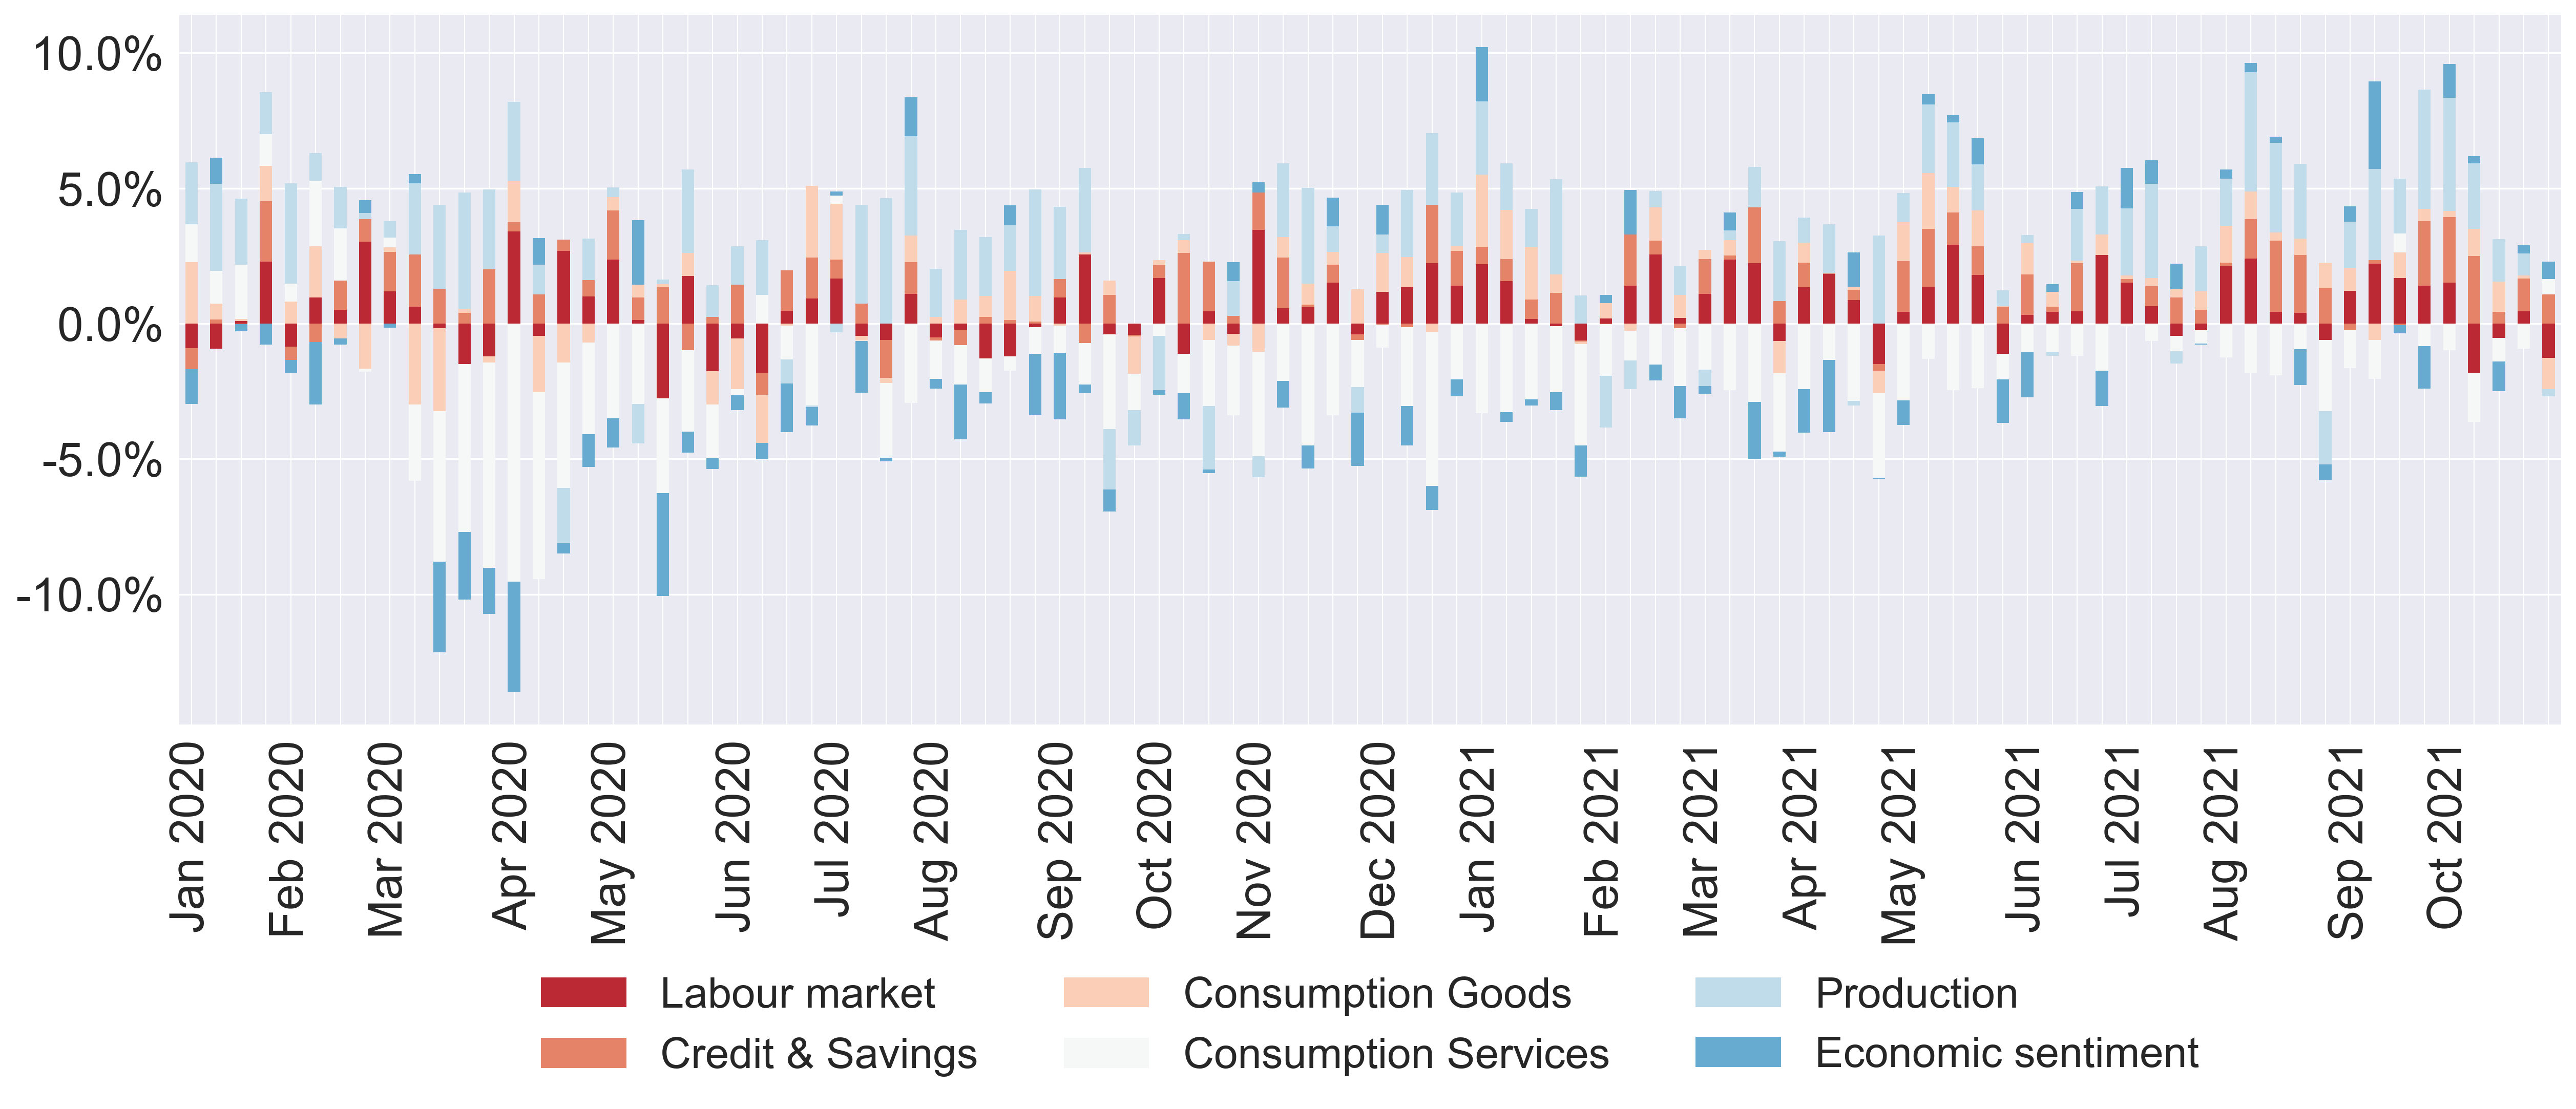 10.0%
5.0%
0.0%
-5.0%
-10.0%
Jan 2020
Feb 2020
Mar 2020
Apr 2020
May 2020
Jun 2020
Jul 2020
Aug 2020
Sep 2020
Oct 2020
Nov 2020
Dec 2020
Jan 2021
Feb 2021
Mar 2021
Apr 2021
May 2021
Jun 2021
Jul 2021
Aug 2021
Sep 2021
Oct 2021
Labour market
Consumption Goods
Production
Credit & Savings
Consumption Services
Economic sentiment